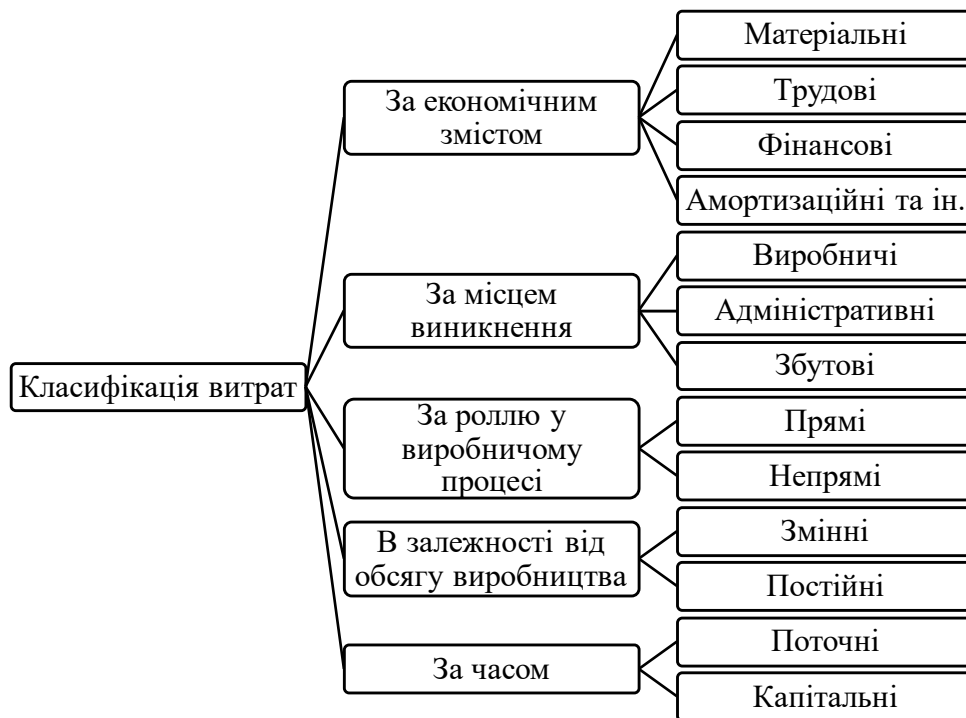 Класифікація витрат
За економічним
змістом
Матеріальні
Трудові
Фінансові
Амортизаційні та ін.
За місцем
виникнення
Виробничі
Адміністративні
Збутові
За роллю у
виробничому
процесі
Прямі
Непрямі
В залежності від
обсягу виробництва
Змінні
Постійні
За часом
Поточні
Капітальні